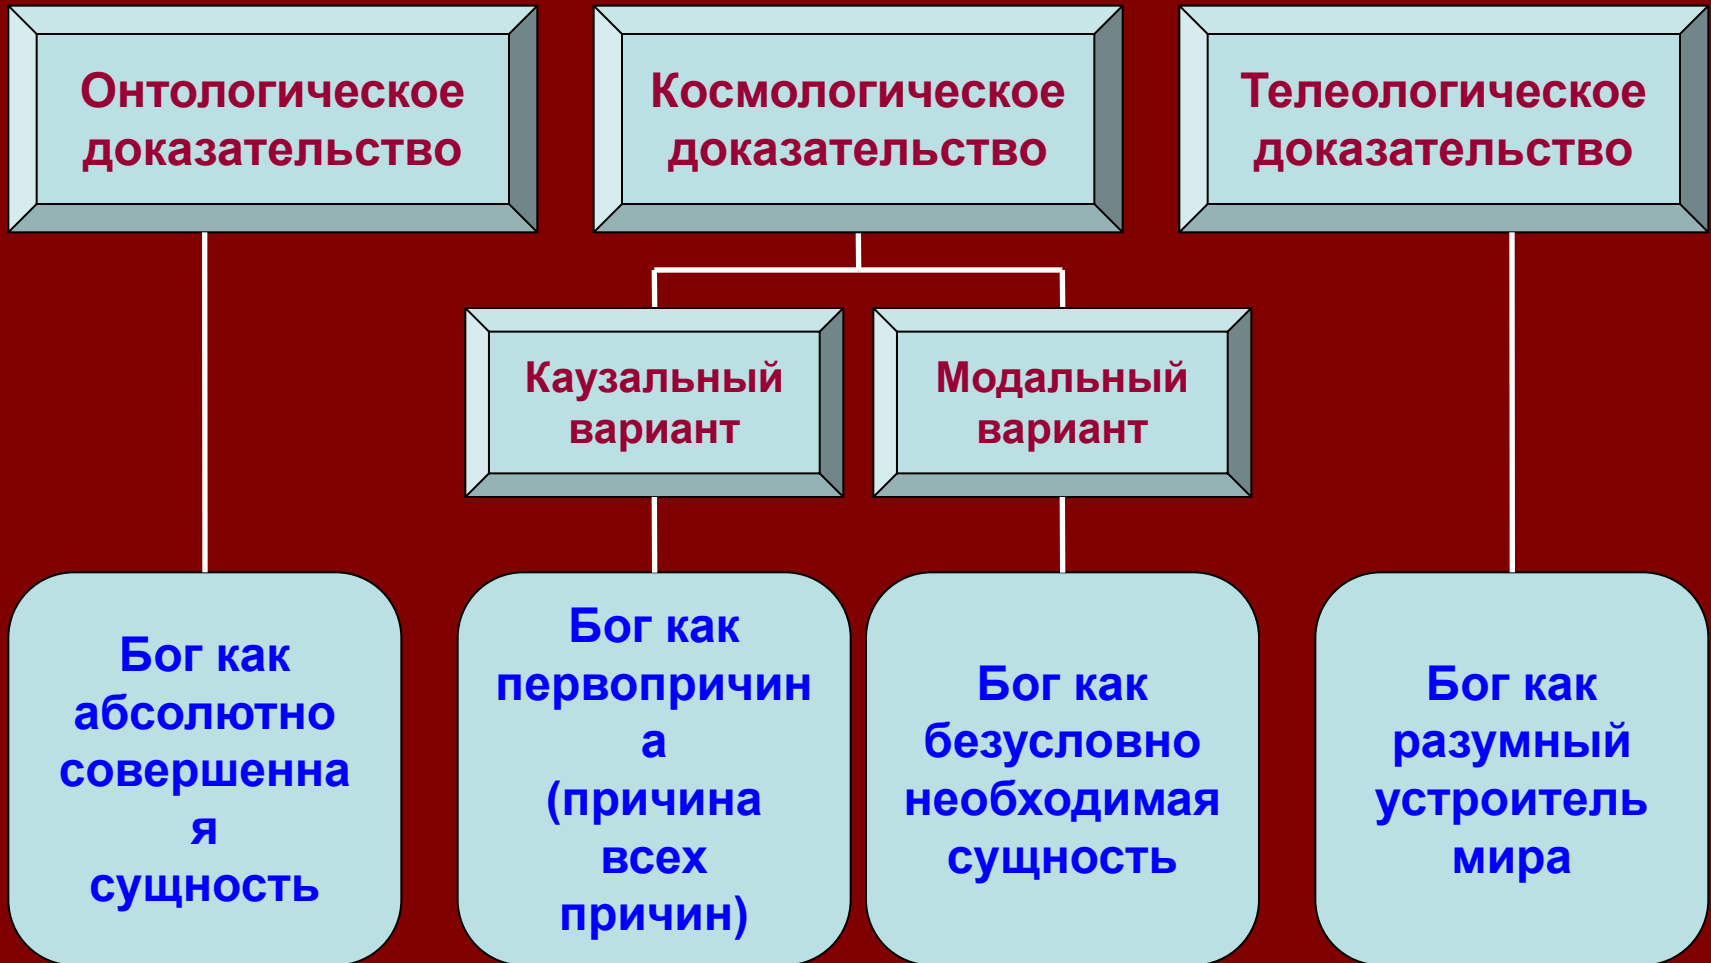 Онтологическое
доказательство
Космологическое
доказательство
Телеологическое
доказательство
Каузальный
вариант
Модальный
вариант
Бог как
абсолютно
совершенна
я
сущность
Бог как
первопричин
а
(причина
всех
причин)
Бог как
безусловно
необходимая
сущность
Бог как
разумный
устроитель
мира